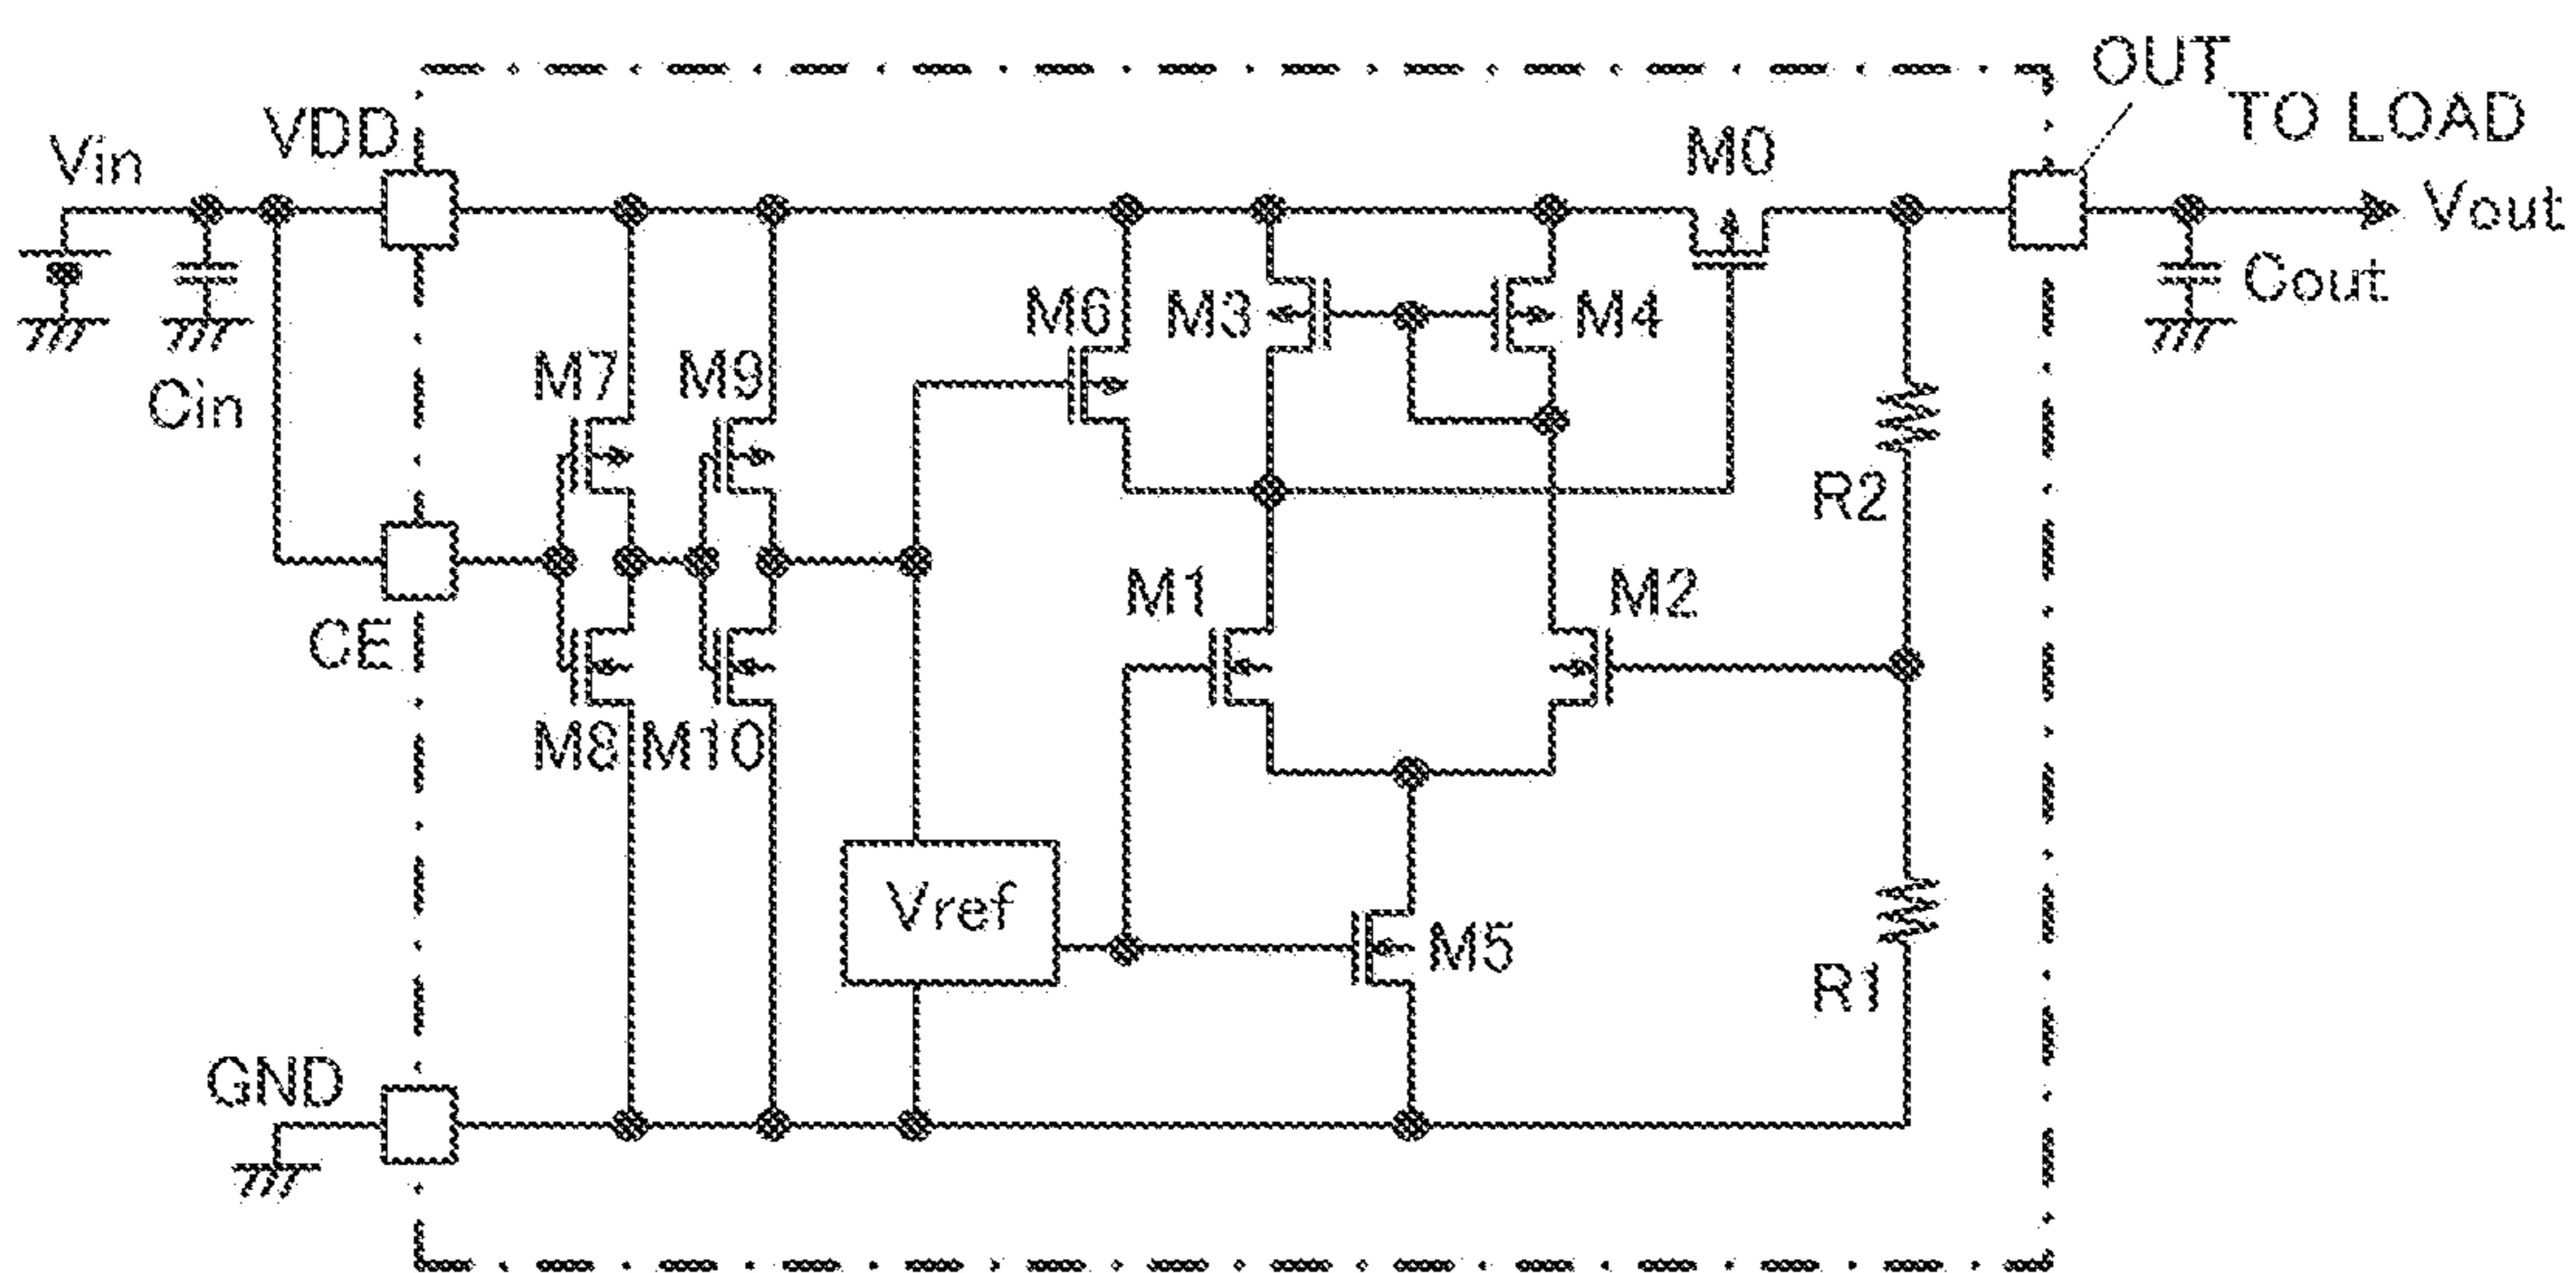 OUT
VDD
TO LOAD
Vin
M0
Vout
M6
M3
M4
Cout
M7
M9
Cin
R2
M1
M2
CE
M8
M10
Vref
M5
R1
GND